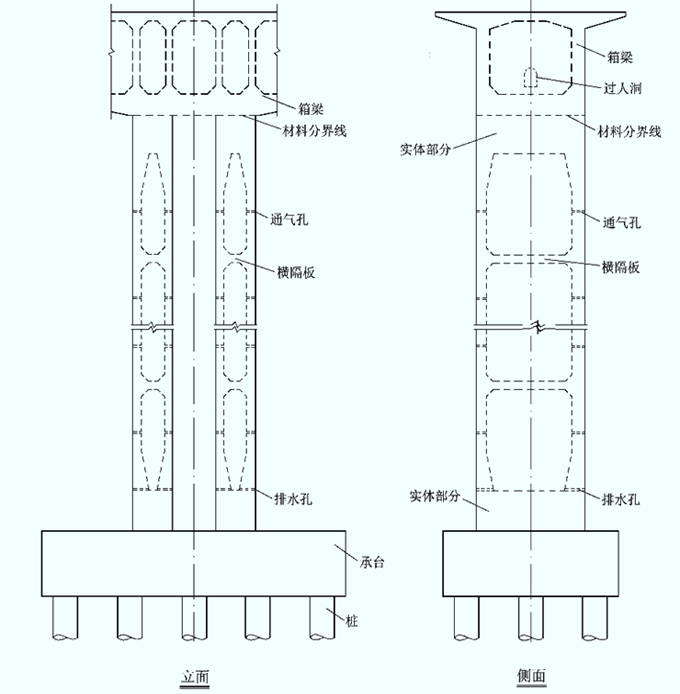 箱梁
材料分界线
通气孔
横隔板
排水孔
承台
桩
立面
箱梁
过人洞
材料分界线
实体部分
通气孔
横隔板
实体部分
排水孔
侧面